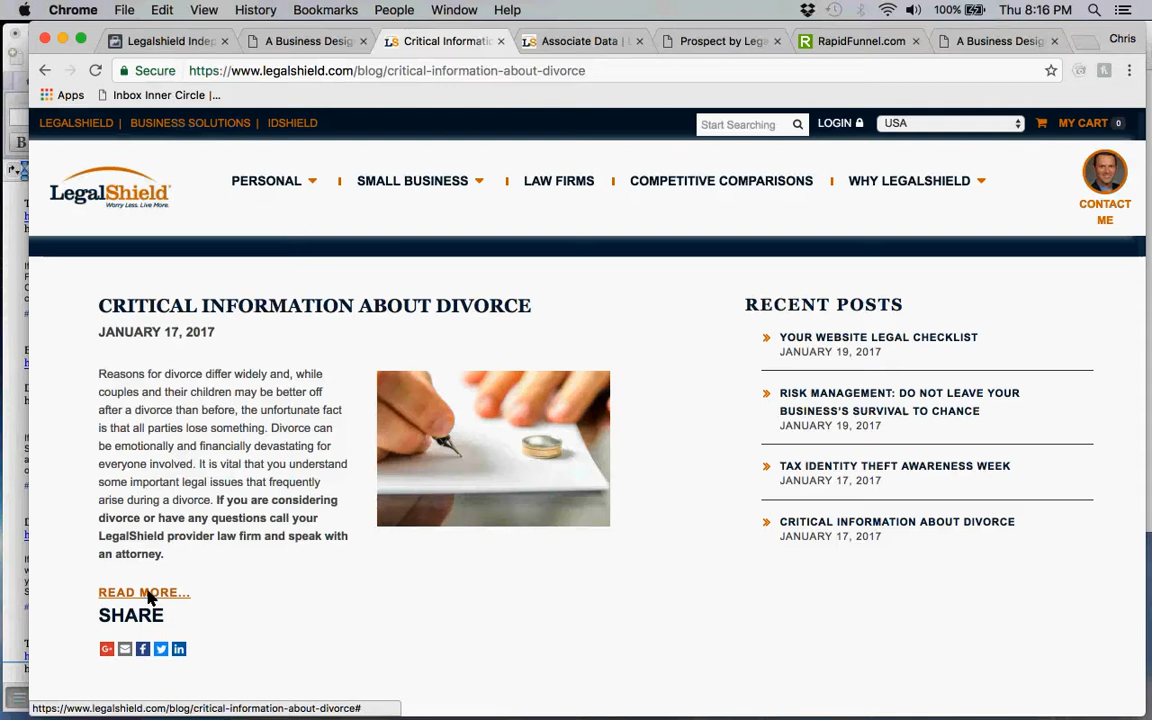 Chrome File Edit View History Bookmarks People Window Help 100% Thu 8:16 PM
Legalshield Indep A Business Desig Critical Informatio Associate Data | L Prospect by Lega RapidFunnel.com A Business Desig Chris
Secure https://www.legalshield.com/blog/critical-information-about-divorce
Apps Inbox Inner Circle |...
LEGALSHIELD | BUSINESS SOLUTIONS | IDSHIELD Start Searching LOGIN USA MY CART 0
LegalShield
Worry Less. Live More.
PERSONAL SMALL BUSINESS LAW FIRMS COMPETITIVE COMPARISONS WHY LEGALSHIELD
CONTACT
ME
CRITICAL INFORMATION ABOUT DIVORCE
JANUARY 17, 2017
Reasons for divorce differ widely and, while
couples and their children may be better off
after a divorce than before, the unfortunate fact
is that all parties lose something. Divorce can
be emotionally and financially devastating for
everyone involved. It is vital that you understand
some important legal issues that frequently
arise during a divorce. If you are considering
divorce or have any questions call your
LegalShield provider law firm and speak with
an attorney.
READ MORE...
SHARE
RECENT POSTS
YOUR WEBSITE LEGAL CHECKLIST
JANUARY 19, 2017
RISK MANAGEMENT: DO NOT LEAVE YOUR
BUSINESS'S SURVIVAL TO CHANCE
JANUARY 19, 2017
TAX IDENTITY THEFT AWARENESS WEEK
JANUARY 17, 2017
CRITICAL INFORMATION ABOUT DIVORCE
JANUARY 17, 2017
https://www.legalshield.com/blog/critical-information-about-divorce#